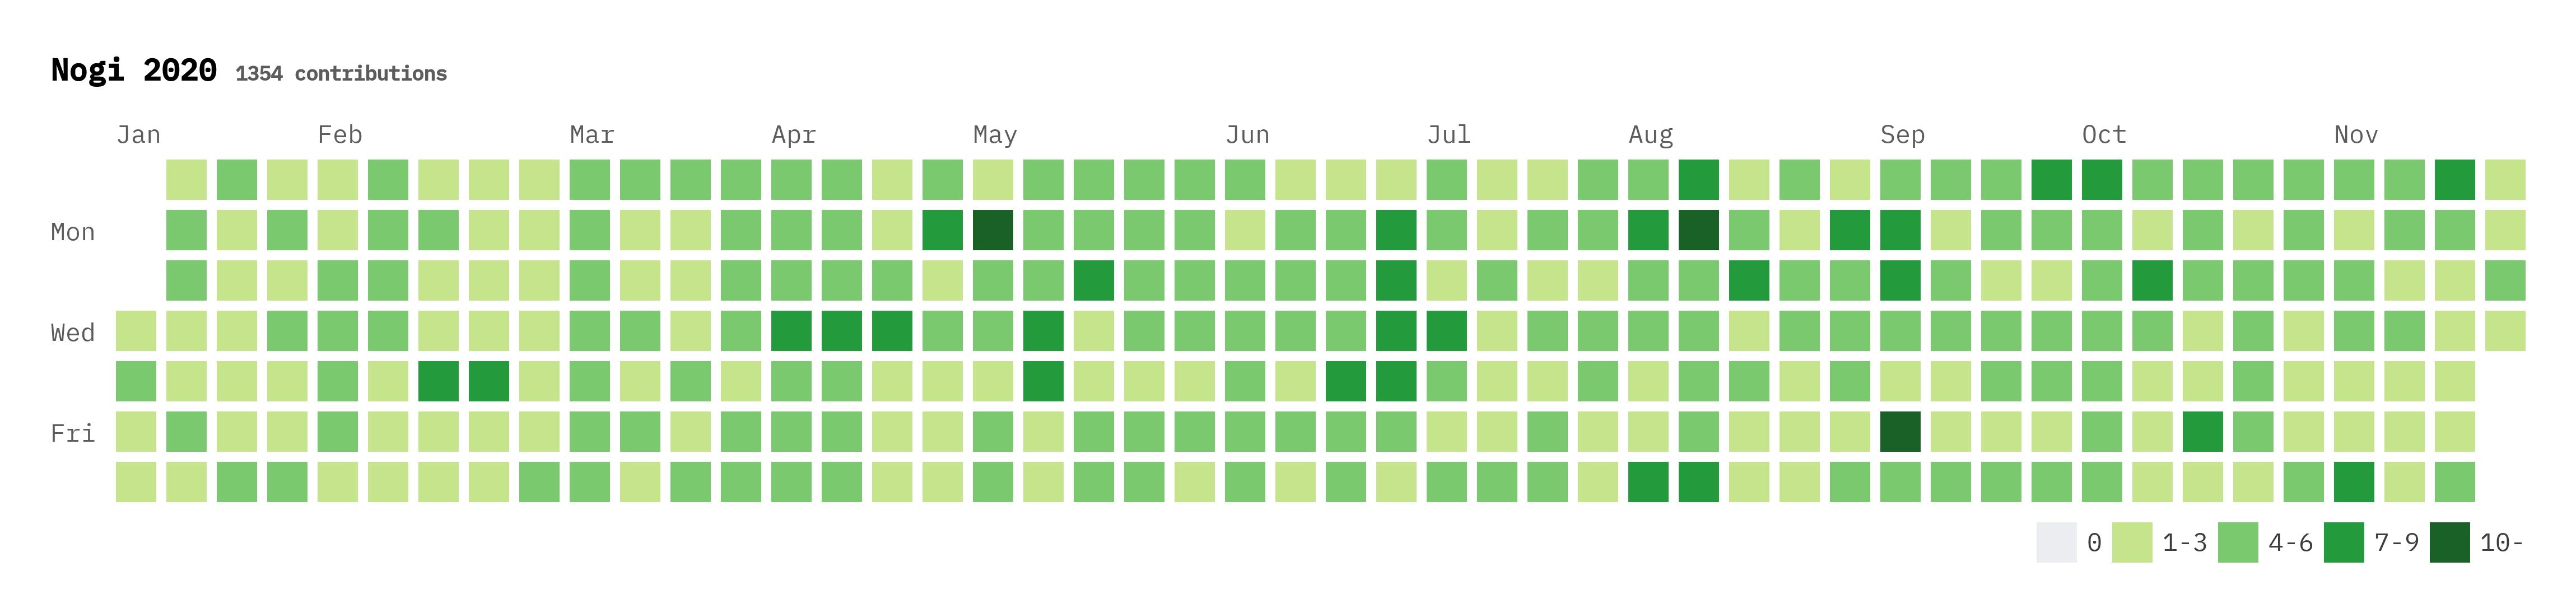 Nogi 2020 1354 contributions
Jan Feb Mar Apr May Jun Jul Aug Sep Oct Nov
Mon
Wed
Fri
0 1-3 4-6 7-9 10-